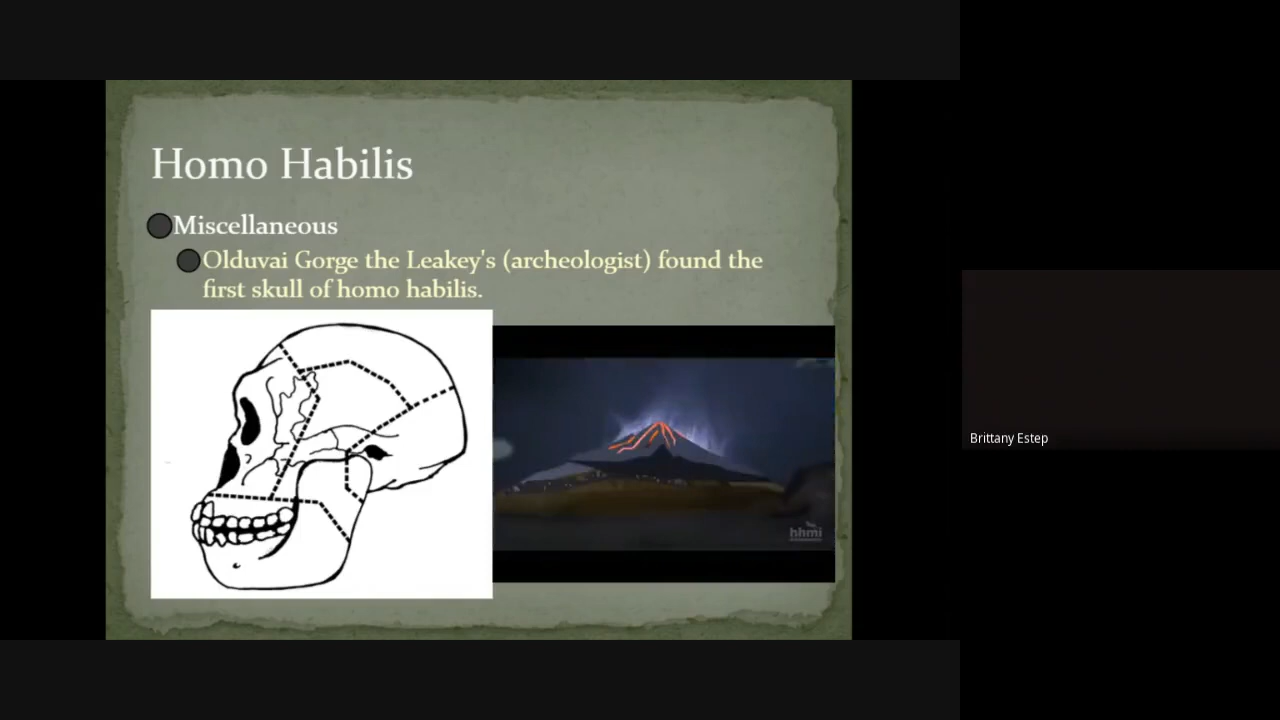 Homo Habilis
Miscellaneous
Olduvai Gorge the Leakey's (archeologist) found the
first skull of homo habilis.
hhmi
Brittany Estep